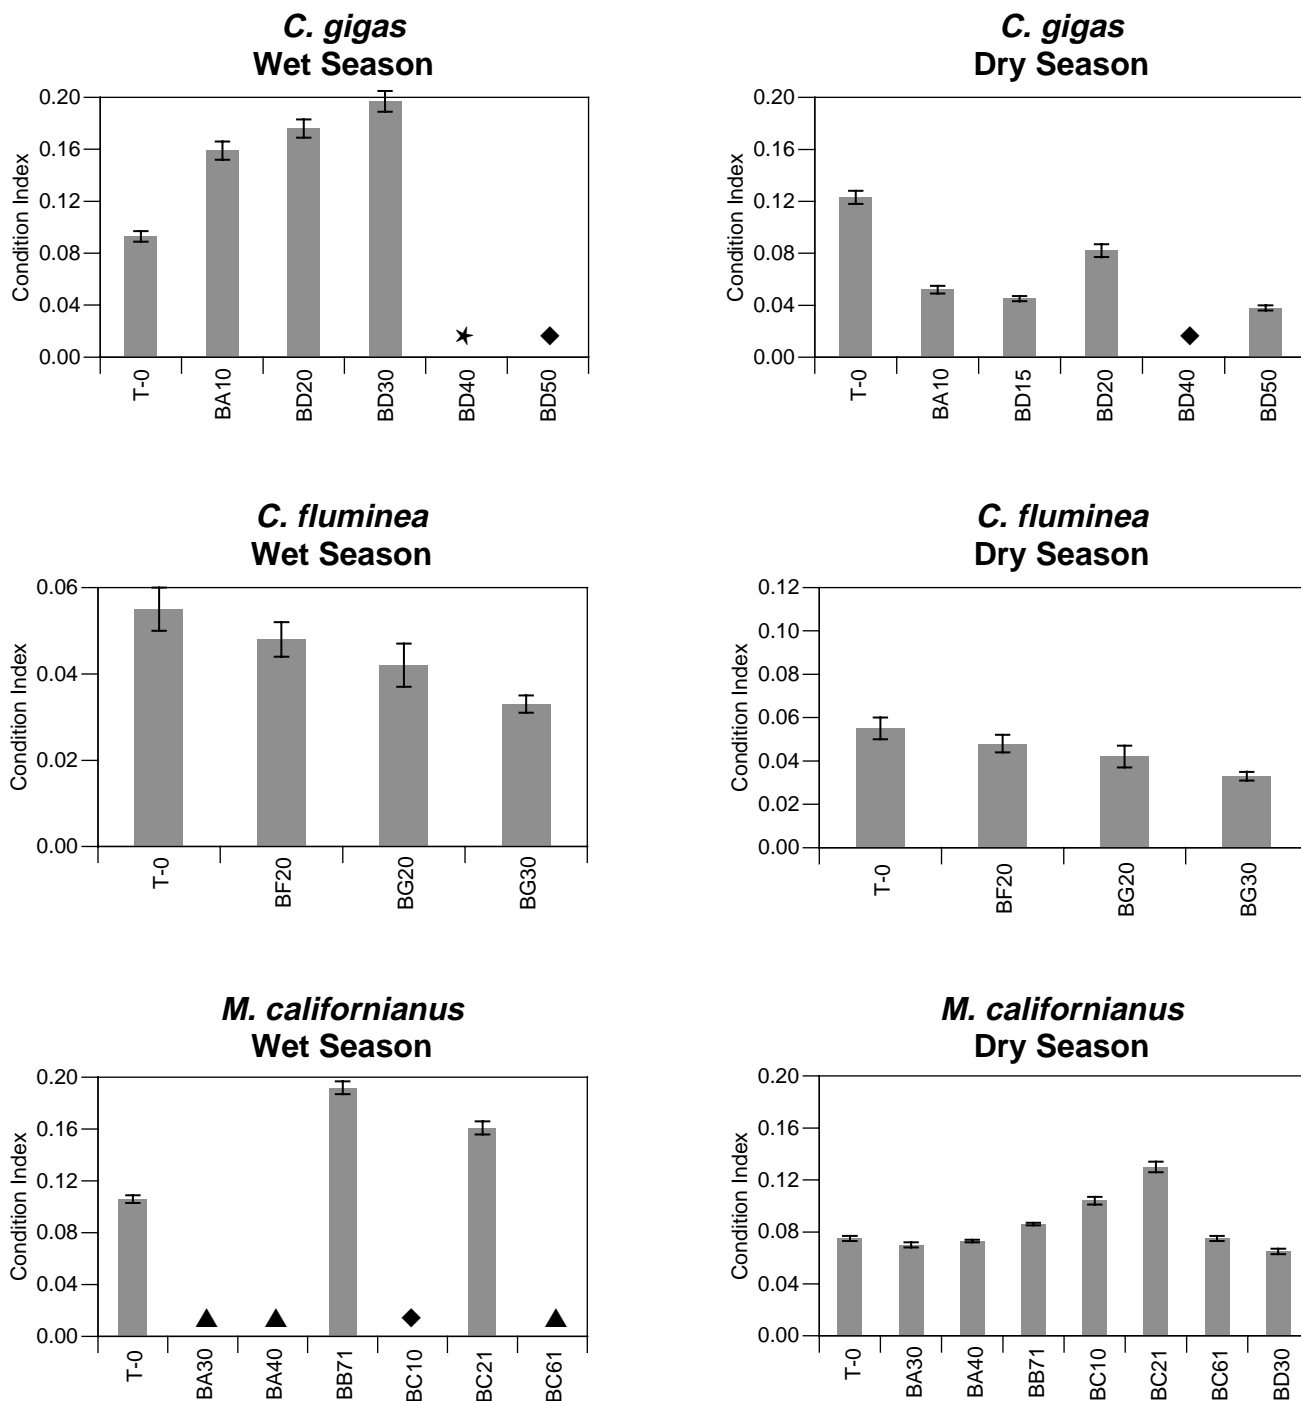 C. gigas
Wet Season
0.20
0.16
0.12
0.08
0.04
0.00
Condition Index
T-0
BA10
BD20
BD30
BD40
BD50
C. gigas
Dry Season
0.20
0.16
0.12
0.08
0.04
0.00
Condition Index
T-0
BA10
BD15
BD20
BD40
BD50
C. fluminea
Wet Season
0.06
0.04
0.02
0.00
Condition Index
T-0
BF20
BG20
BG30
C. fluminea
Dry Season
0.12
0.10
0.08
0.06
0.04
0.02
0.00
Condition Index
T-0
BF20
BG20
BG30
M. californianus
Wet Season
0.20
0.16
0.12
0.08
0.04
0.00
Condition Index
T-0
BA30
BA40
BB71
BC10
BC21
BC61
M. californianus
Dry Season
0.20
0.16
0.12
0.08
0.04
0.00
Condition Index
T-0
BA30
BA40
BB71
BC10
BC21
BC61
BD30